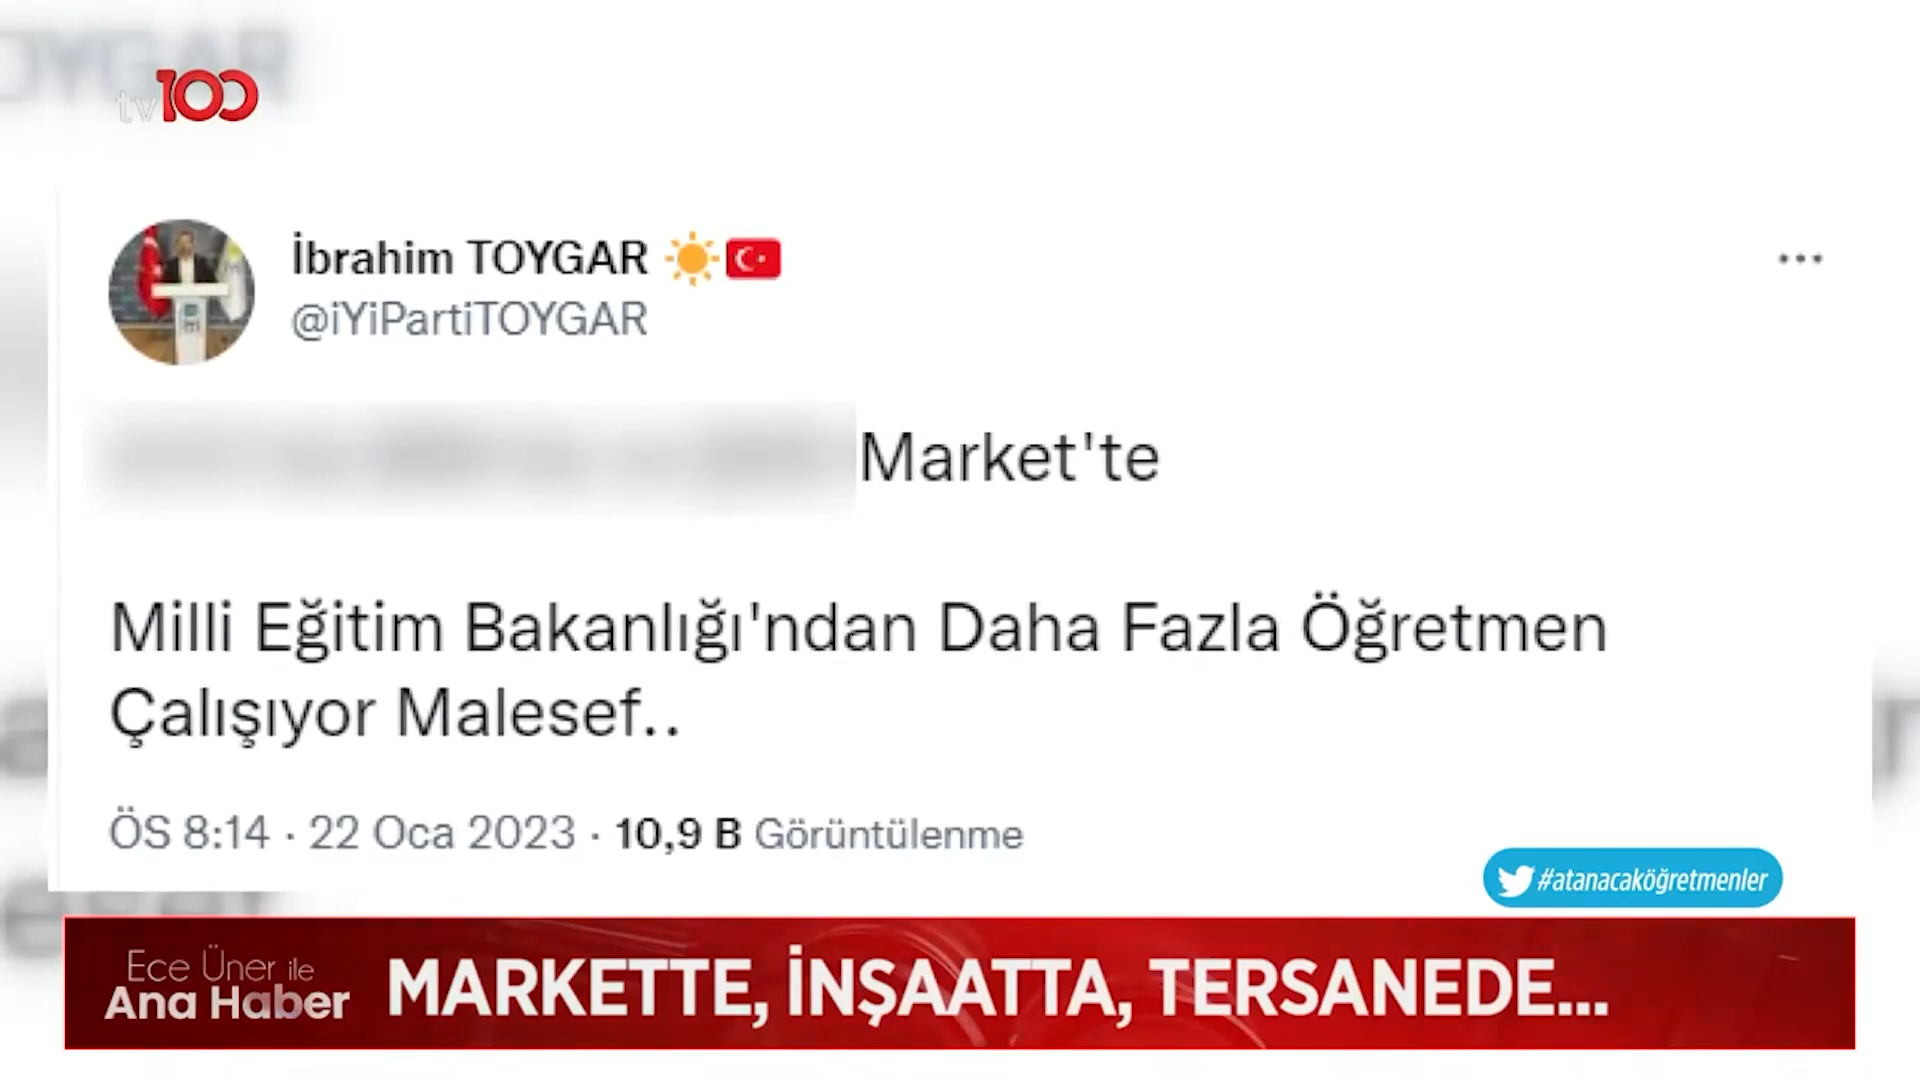 tv100
İbrahim TOYGAR
@iYiPartiTOYGAR
Market'te
Milli Eğitim Bakanlığı'ndan Daha Fazla Öğretmen
Çalışıyor Malesef..
ÖS 8:14 · 22 Oca 2023 · 10,9 B Görüntülenme
#atanacaköğretmenler
Ece Üner ile
Ana Haber
MARKETTE, İNŞAATTA, TERSANEDE...